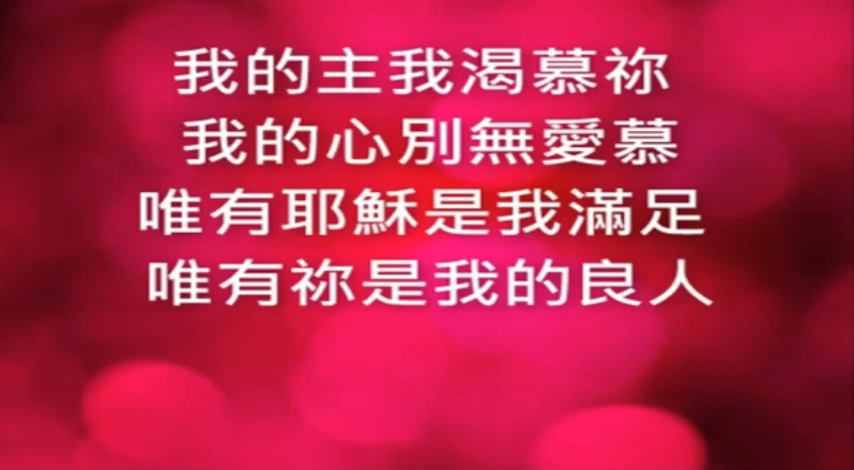 我的主我渴慕祢
我的心別無愛慕
唯有耶穌是我滿足
唯有祢是我的良人